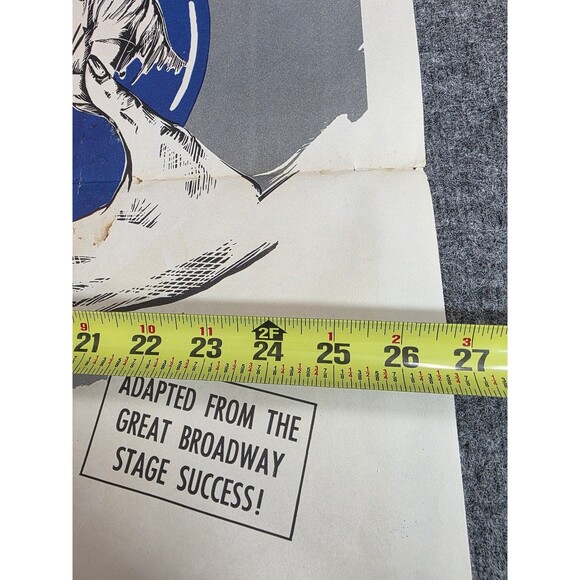 9 10 11 2F 1 2 3
21 22 23 24 25 26 27
ADAPTED FROM THE
GREAT BROADWAY
STAGE SUCCESS!